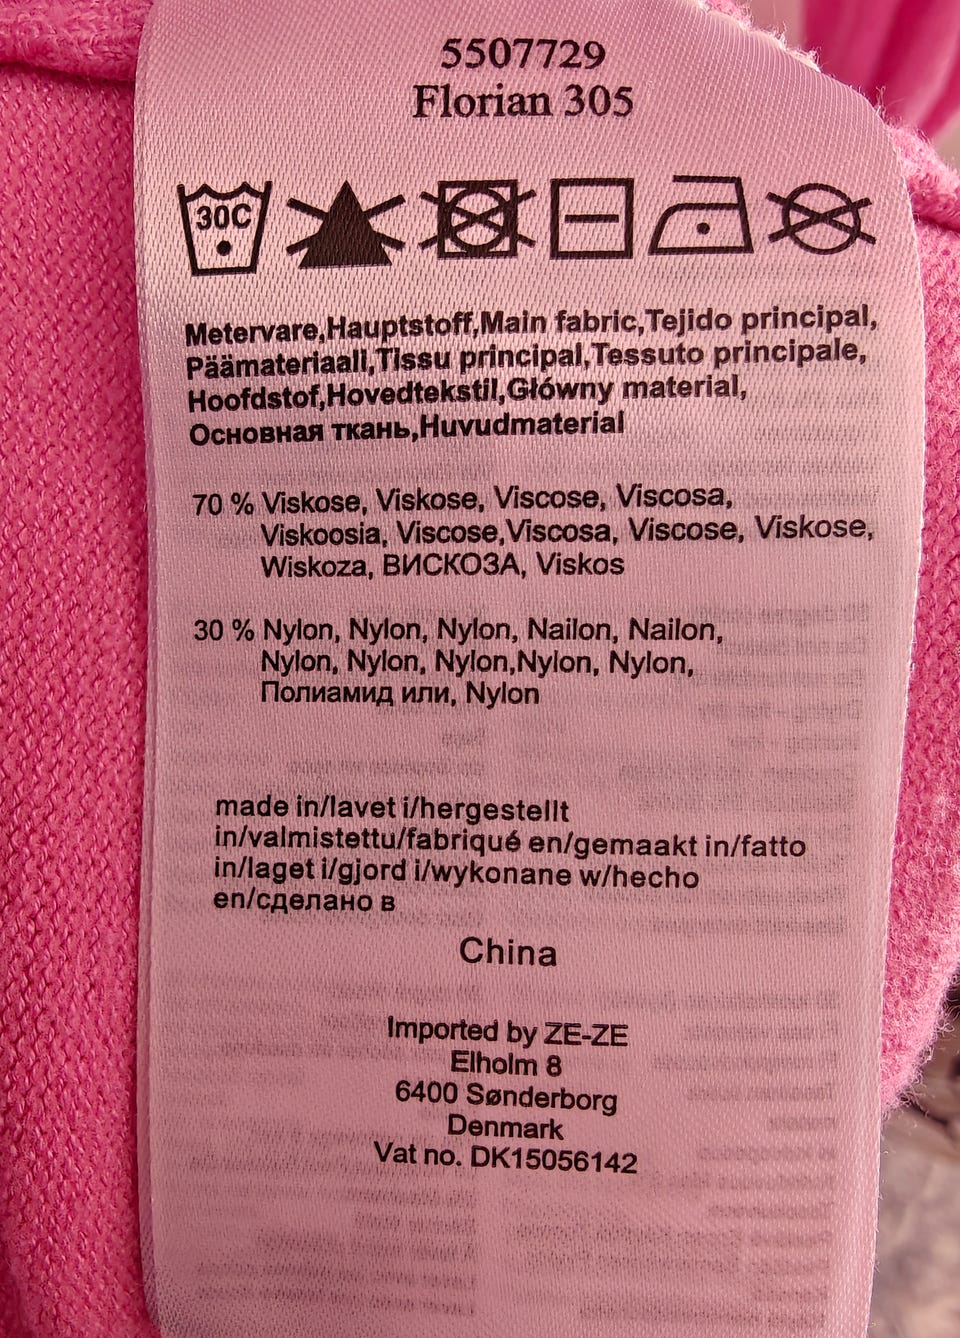 5507729
Florian 305
30C
Metervare,Hauptstoff,Main fabric,Tejido principal,
Päämateriaali,Tissu principal,Tessuto principale,
Hoofdstof,Hovedtekstil,Główny material,
Основная ткань,Huvudmaterial
70 % Viskose, Viskose, Viscose, Viscosa,
Viskoosia, Viscose,Viscosa, Viscose, Viskose,
Wiskoza, ВИСКОЗА, Viskos
30 % Nylon, Nylon, Nylon, Nailon, Nailon,
Nylon, Nylon, Nylon,Nylon, Nylon,
Полиамид или, Nylon
made in/lavet i/hergestellt
in/valmistettu/fabriqué en/gemaakt in/fatto
in/laget i/gjord i/wykonane w/hecho
en/сделано в
China
Imported by ZE-ZE
Elholm 8
6400 Sønderborg
Denmark
Vat no. DK15056142